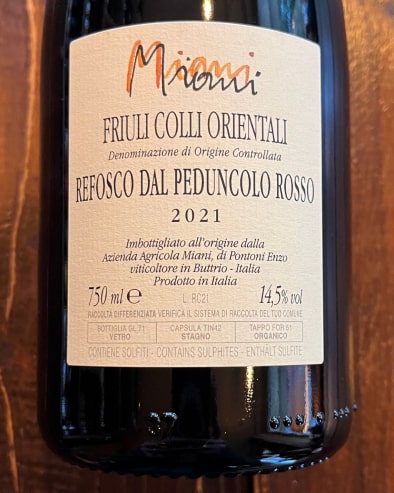 Miani
FRIULI COLLI ORIENTALI
Denominazione di Origine Controllata
REFOSCO DAL PEDUNCOLO ROSSO
2021
Imbottigliato all'origine dalla
Azienda Agricola Miani, di Pontoni Enzo
viticoltore in Buttrio - Italia
Prodotto in Italia
750 ml e L. RC21 14,5% vol
RACCOLTA DIFFERENZIATA VERIFICA IL SISTEMA DI RACCOLTA DEL TUO COMUNE
BOTTIGLIA GL 71 CAPSULA TIN42 TAPPO FOR 51
VETRO STAGNO ORGANICO
CONTIENE SOLFITI - CONTAINS SULPHITES - ENTHÄLT SULFITE